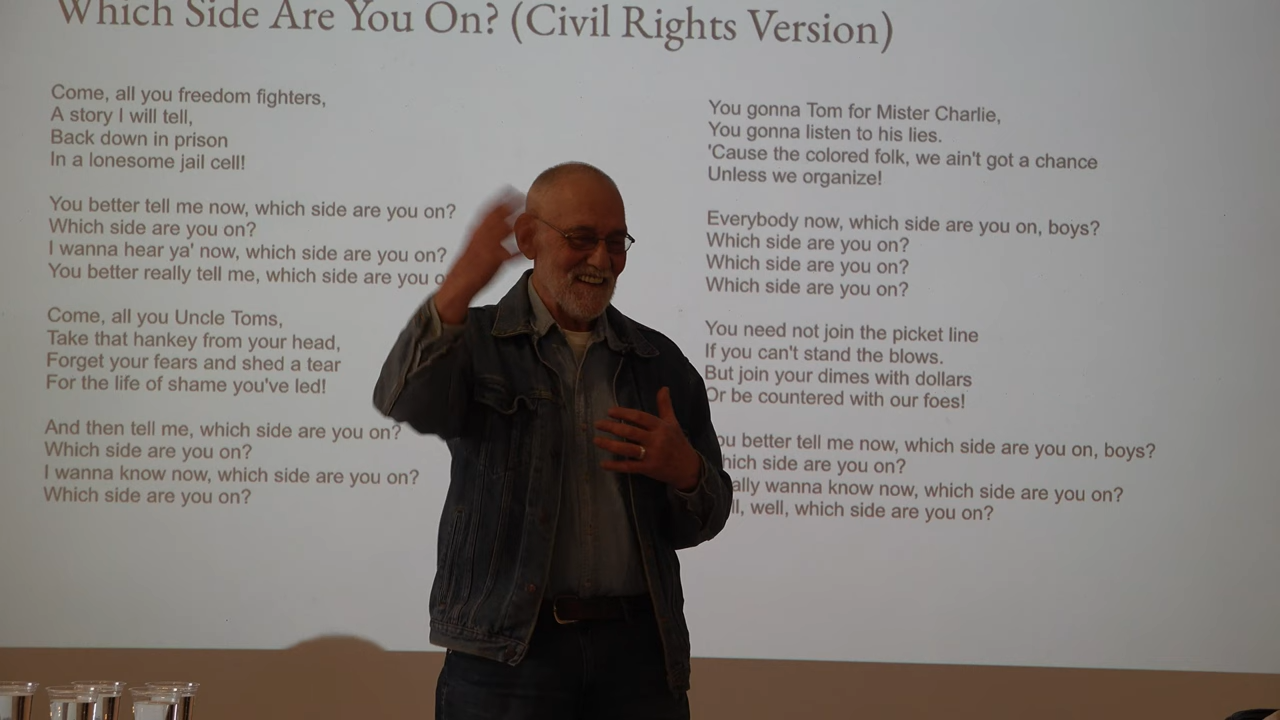 Which Side Are You On? (Civil Rights Version)
Come, all you freedom fighters,
A story I will tell,
Back down in prison
In a lonesome jail cell!
You better tell me now, which side are you on?
Which side are you on?
I wanna hear ya' now, which side are you on?
You better really tell me, which side are you
Come, all you Uncle Toms,
Take that hankey from your head,
Forget your fears and shed a tear
For the life of shame you've led!
And then tell me, which side are you on?
Which side are you on?
I wanna know now, which side are you on?
Which side are you on?
You gonna Tom for Mister Charlie,
You gonna listen to his lies.
'Cause the colored folk, we ain't got a chance
Unless we organize!
Everybody now, which side are you on, boys?
Which side are you on?
Which side are you on?
Which side are you on?
You need not join the picket line
If you can't stand the blows.
But join your dimes with dollars
Or be countered with our foes!
better tell me now, which side are you on, boys?
side are you on?
wanna know now, which side are you on?
well, which side are you on?